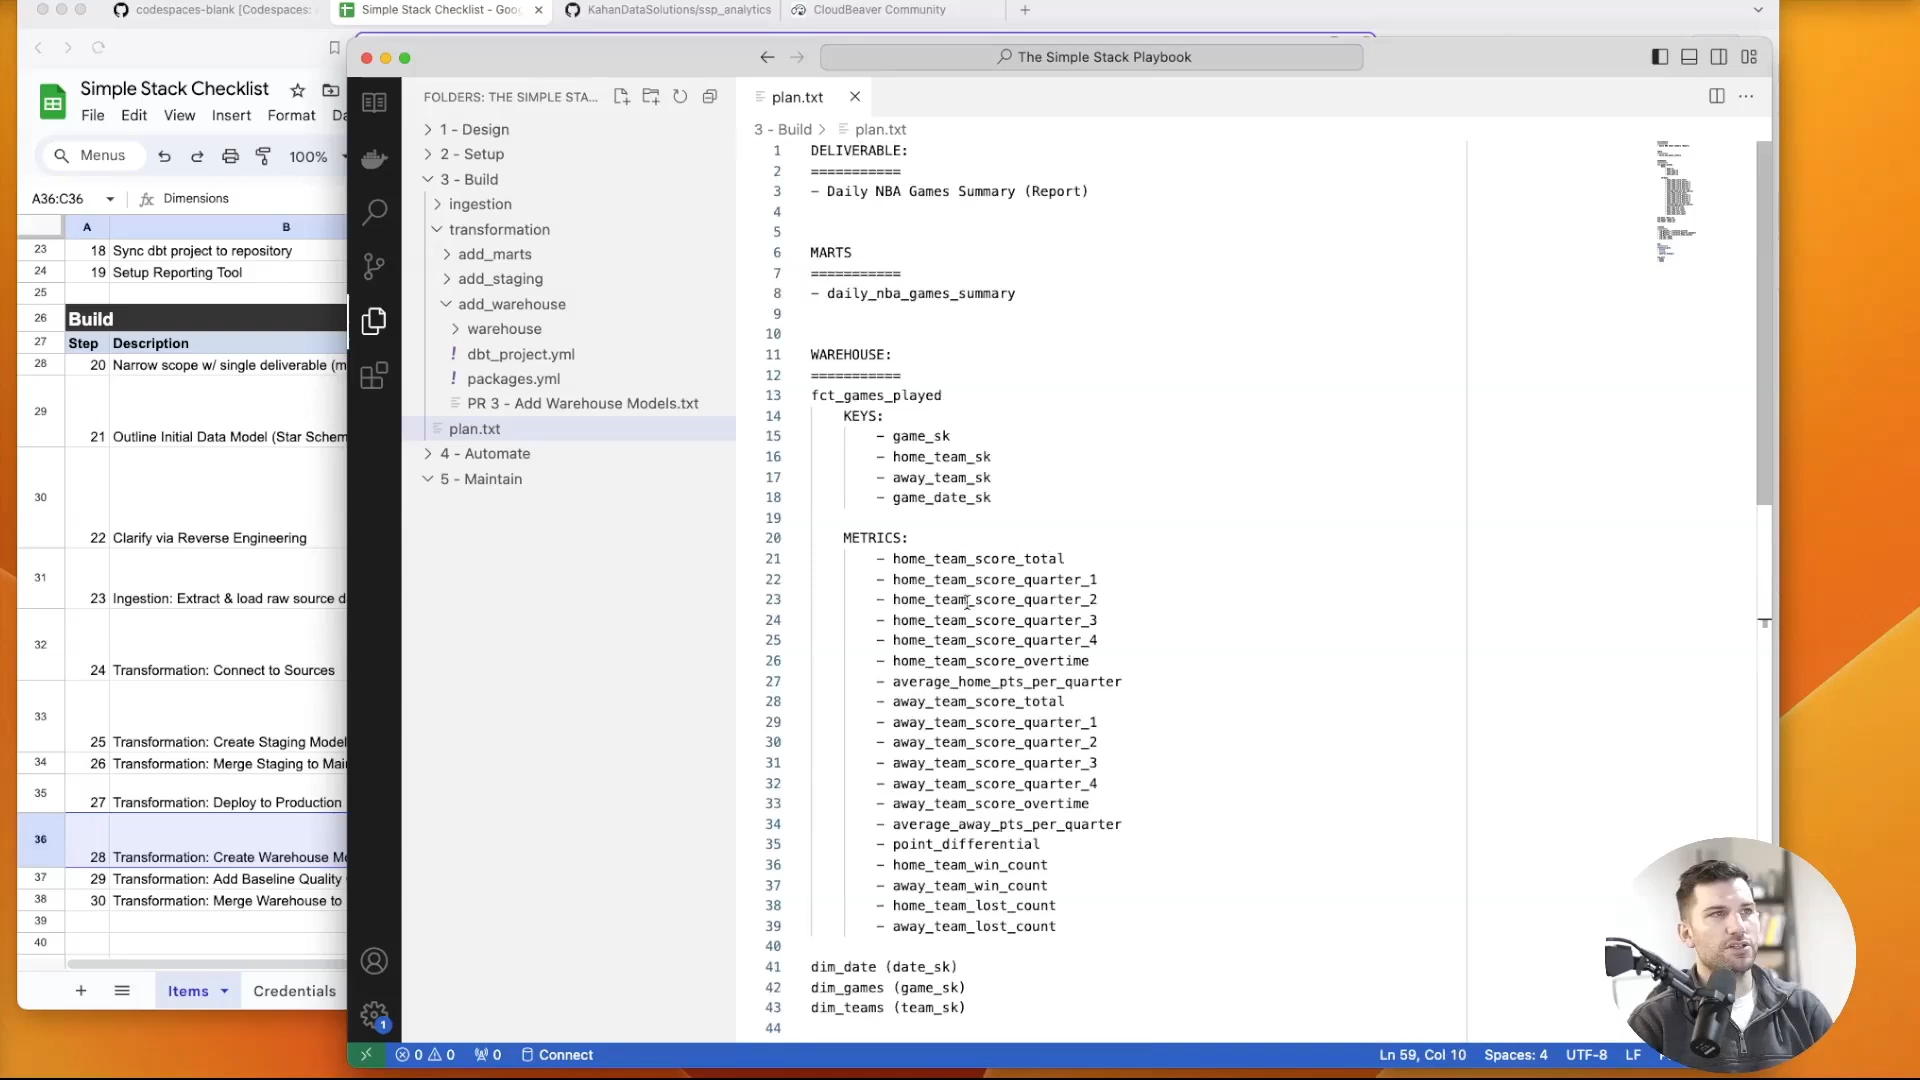 codespaces-blank [Codespaces:
Simple Stack Checklist - Goo
KahanDataSolutions/ssp_analytics
CloudBeaver Community
Simple Stack Checklist
File Edit View Insert Format Da
Menus
100%
A36:C36
Dimensions
A B
23 18 Sync dbt project to repository
24 19 Setup Reporting Tool
25
26 Build
27 Step Description
28 20 Narrow scope w/ single deliverable (m
29 21 Outline Initial Data Model (Star Schem
30 22 Clarify via Reverse Engineering
31 23 Ingestion: Extract & load raw source d
32 24 Transformation: Connect to Sources
33 25 Transformation: Create Staging Model
34 26 Transformation: Merge Staging to Mai
35 27 Transformation: Deploy to Production
36 28 Transformation: Create Warehouse Mo
37 29 Transformation: Add Baseline Quality
38 30 Transformation: Merge Warehouse to
39
40
Items
Credentials
The Simple Stack Playbook
FOLDERS: THE SIMPLE STA...
1 - Design
2 - Setup
3 - Build
ingestion
transformation
add_marts
add_staging
add_warehouse
warehouse
! dbt_project.yml
! packages.yml
PR 3 - Add Warehouse Models.txt
plan.txt
4 - Automate
5 - Maintain
plan.txt
3 - Build > plan.txt
1 DELIVERABLE:
2 ===========
3 - Daily NBA Games Summary (Report)
4
5
6 MARTS
7 ===========
8 - daily_nba_games_summary
9
10
11 WAREHOUSE:
12 ===========
13 fct_games_played
14 KEYS:
15 - game_sk
16 - home_team_sk
17 - away_team_sk
18 - game_date_sk
19
20 METRICS:
21 - home_team_score_total
22 - home_team_score_quarter_1
23 - home_team_score_quarter_2
24 - home_team_score_quarter_3
25 - home_team_score_quarter_4
26 - home_team_score_overtime
27 - average_home_pts_per_quarter
28 - away_team_score_total
29 - away_team_score_quarter_1
30 - away_team_score_quarter_2
31 - away_team_score_quarter_3
32 - away_team_score_quarter_4
33 - away_team_score_overtime
34 - average_away_pts_per_quarter
35 - point_differential
36 - home_team_win_count
37 - away_team_win_count
38 - home_team_lost_count
39 - away_team_lost_count
40
41 dim_date (date_sk)
42 dim_games (game_sk)
43 dim_teams (team_sk)
44
1
0 0 0 Connect
Ln 59, Col 10 Spaces: 4 UTF-8 LF